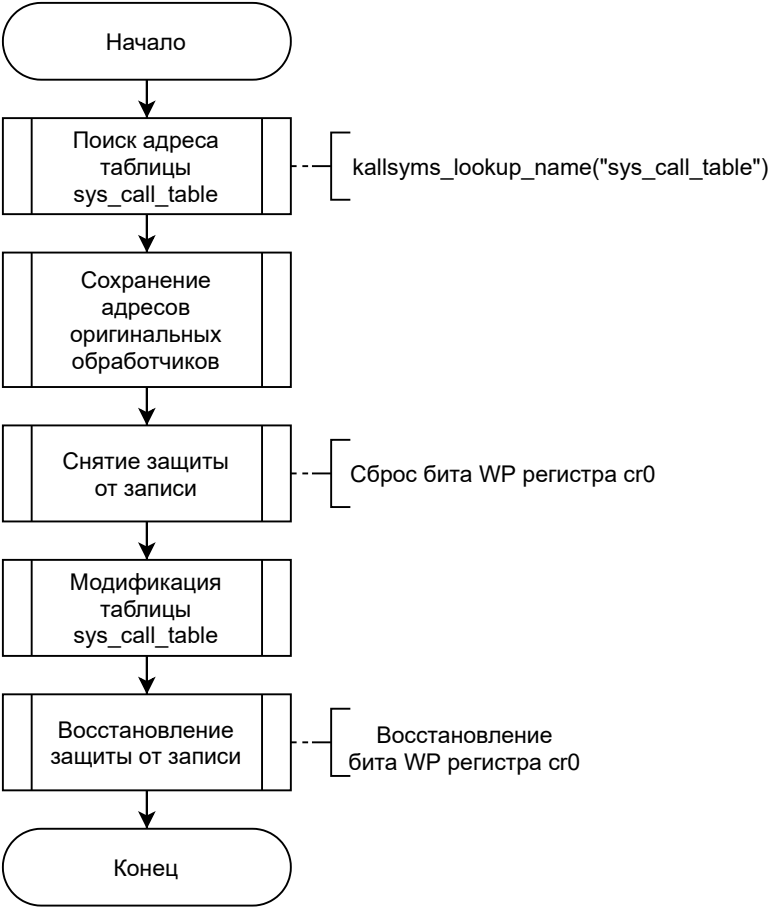 Начало
Поиск адреса
таблицы
sys_call_table
kallsyms_lookup_name("sys_call_table")
Сохранение
адресов
оригинальных
обработчиков
Снятие защиты
от записи
Сброс бита WP регистра cr0
Модификация
таблицы
sys_call_table
Восстановление
защиты от записи
Восстановление
бита WP регистра cr0
Конец